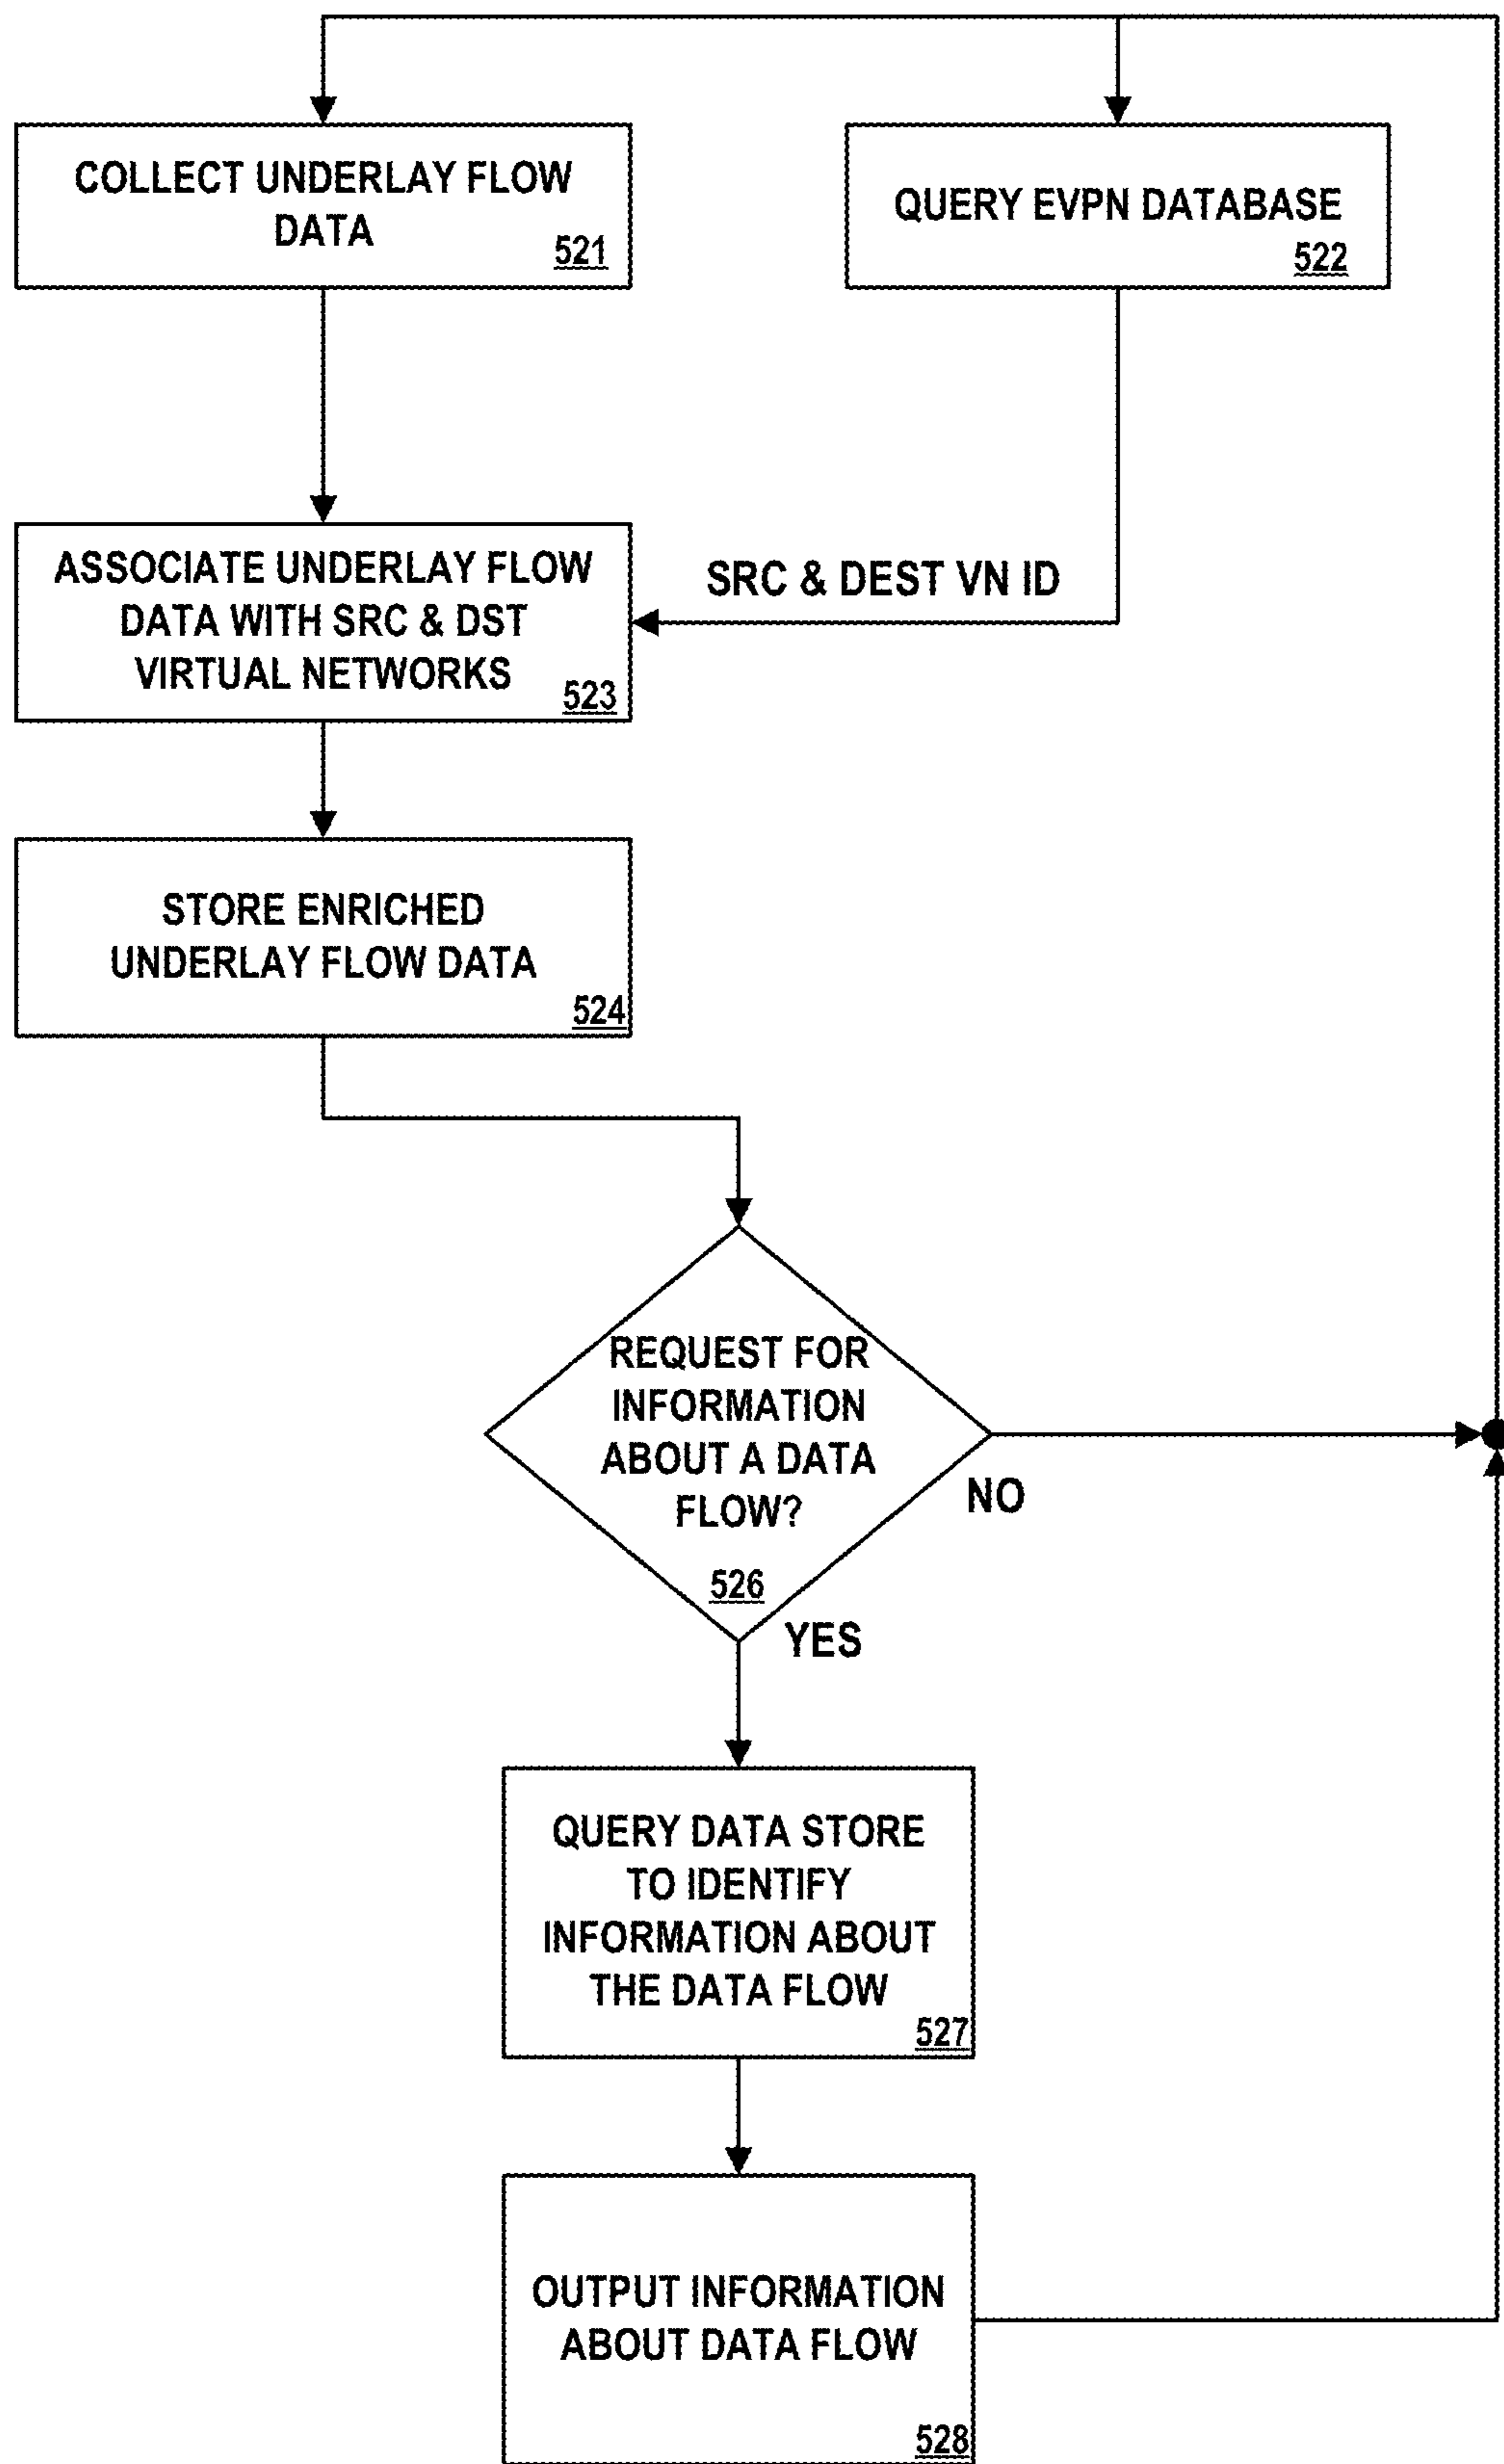 COLLECT UNDERLAY FLOW
DATA
521
QUERY EVPN DATABASE
522
ASSOCIATE UNDERLAY FLOW
DATA WITH SRC & DST
VIRTUAL NETWORKS
523
SRC & DEST VN ID
STORE ENRICHED
UNDERLAY FLOW DATA
524
REQUEST FOR
INFORMATION
ABOUT A DATA
FLOW?
526
NO
YES
QUERY DATA STORE
TO IDENTIFY
INFORMATION ABOUT
THE DATA FLOW
527
OUTPUT INFORMATION
ABOUT DATA FLOW
528